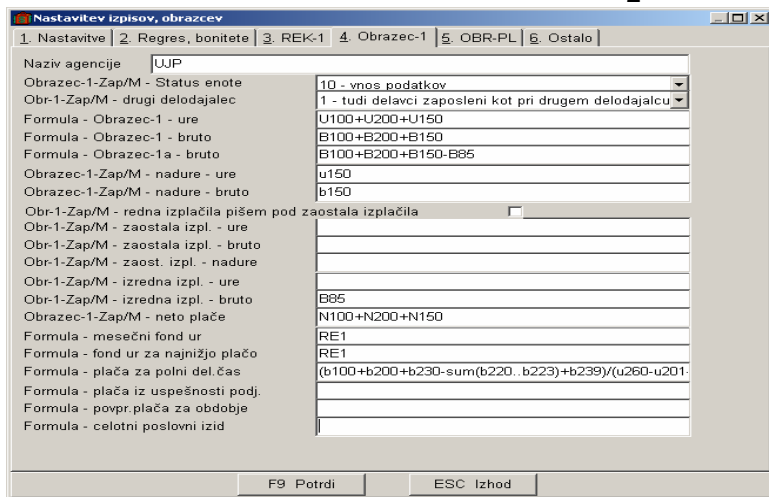 Nastavitev izpisov, obrazcev
1. Nastavitve 2. Regres, bonitete 3. REK-1 4. Obrazec-1 5. OBR-PL 6. Ostalo
Naziv agencije UJP
Obrazec-1-Zap/M - Status enote 10 - vnos podatkov
Obr-1-Zap/M - drugi delodajalec 1 - tudi delavci zaposleni kot pri drugem delodajalcu
Formula - Obrazec-1 - ure U100+U200+U150
Formula - Obrazec-1 - bruto B100+B200+B150
Formula - Obrazec-1a - bruto B100+B200+B150-B85
Obrazec-1-Zap/M - nadure - ure u150
Obrazec-1-Zap/M - nadure - bruto b150
Obr-1-Zap/M - redna izplačila pišem pod zaostala izplačila
Obr-1-Zap/M - zaostala izpl. - ure
Obr-1-Zap/M - zaostala izpl. - bruto
Obr-1-Zap/M - zaost. izpl. - nadure
Obr-1-Zap/M - izredna izpl. - ure
Obr-1-Zap/M - izredna izpl. - bruto B85
Obrazec-1-Zap/M - neto plače N100+N200+N150
Formula - mesečni fond ur RE1
Formula - fond ur za najnižjo plačo RE1
Formula - plača za polni del.čas (b100+b200+b230-sum(b220..b223)+b239)/(u260-u201-
Formula - plača iz uspešnosti podj.
Formula - povpr.plača za obdobje
Formula - celotni poslovni izid
F9 Potrdi ESC Izhod